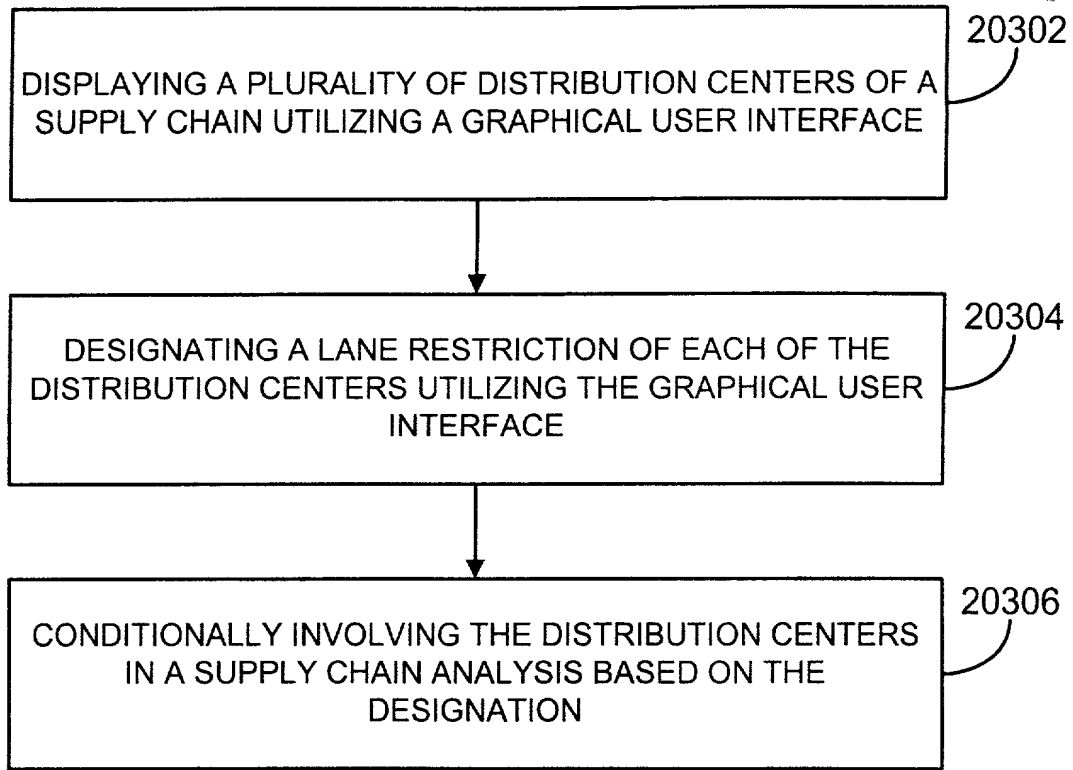 20302
DISPLAYING A PLURALITY OF DISTRIBUTION CENTERS OF A
SUPPLY CHAIN UTILIZING A GRAPHICAL USER INTERFACE
20304
DESIGNATING A LANE RESTRICTION OF EACH OF THE
DISTRIBUTION CENTERS UTILIZING THE GRAPHICAL USER
INTERFACE
20306
CONDITIONALLY INVOLVING THE DISTRIBUTION CENTERS
IN A SUPPLY CHAIN ANALYSIS BASED ON THE
DESIGNATION